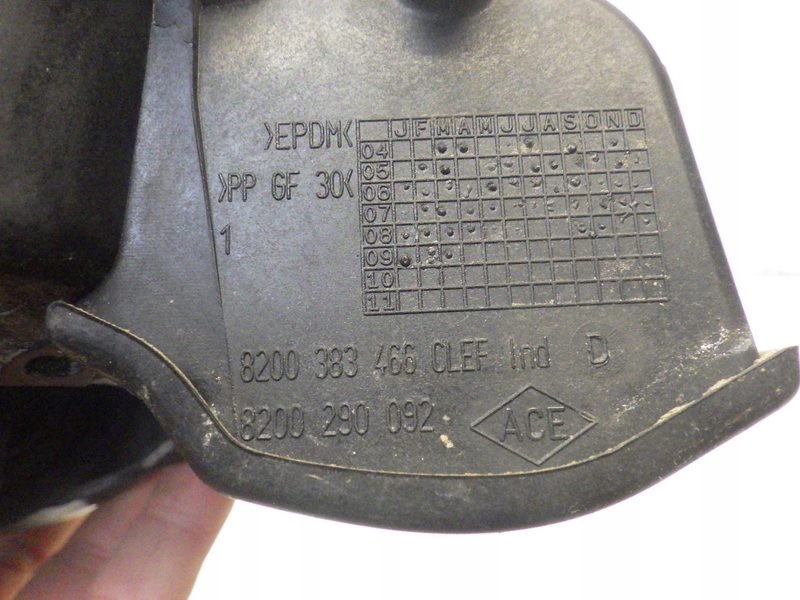 >EPDM<
>PP GF 30<
1
J F M A M J J A S O N D
04
05
06
07
08
09
10
11
8200 383 466 CLEF Ind D
8200 290 092
ACE